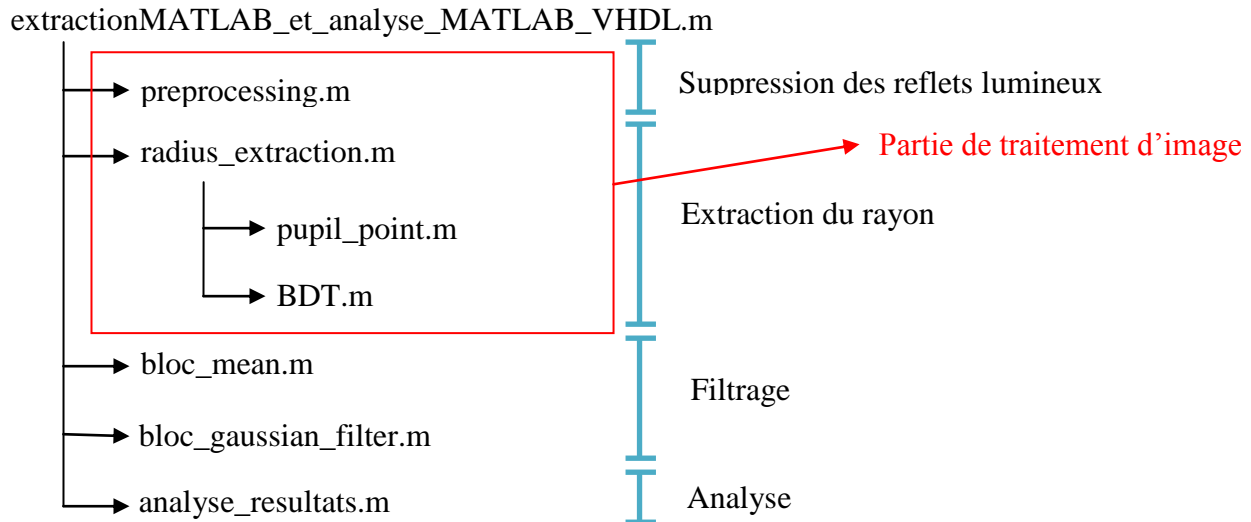 extractionMATLAB_et_analyse_MATLAB_VHDL.m
preprocessing.m
Suppression des reflets lumineux
radius_extraction.m
Partie de traitement d’image
pupil_point.m
Extraction du rayon
BDT.m
bloc_mean.m
Filtrage
bloc_gaussian_filter.m
analyse_resultats.m
Analyse